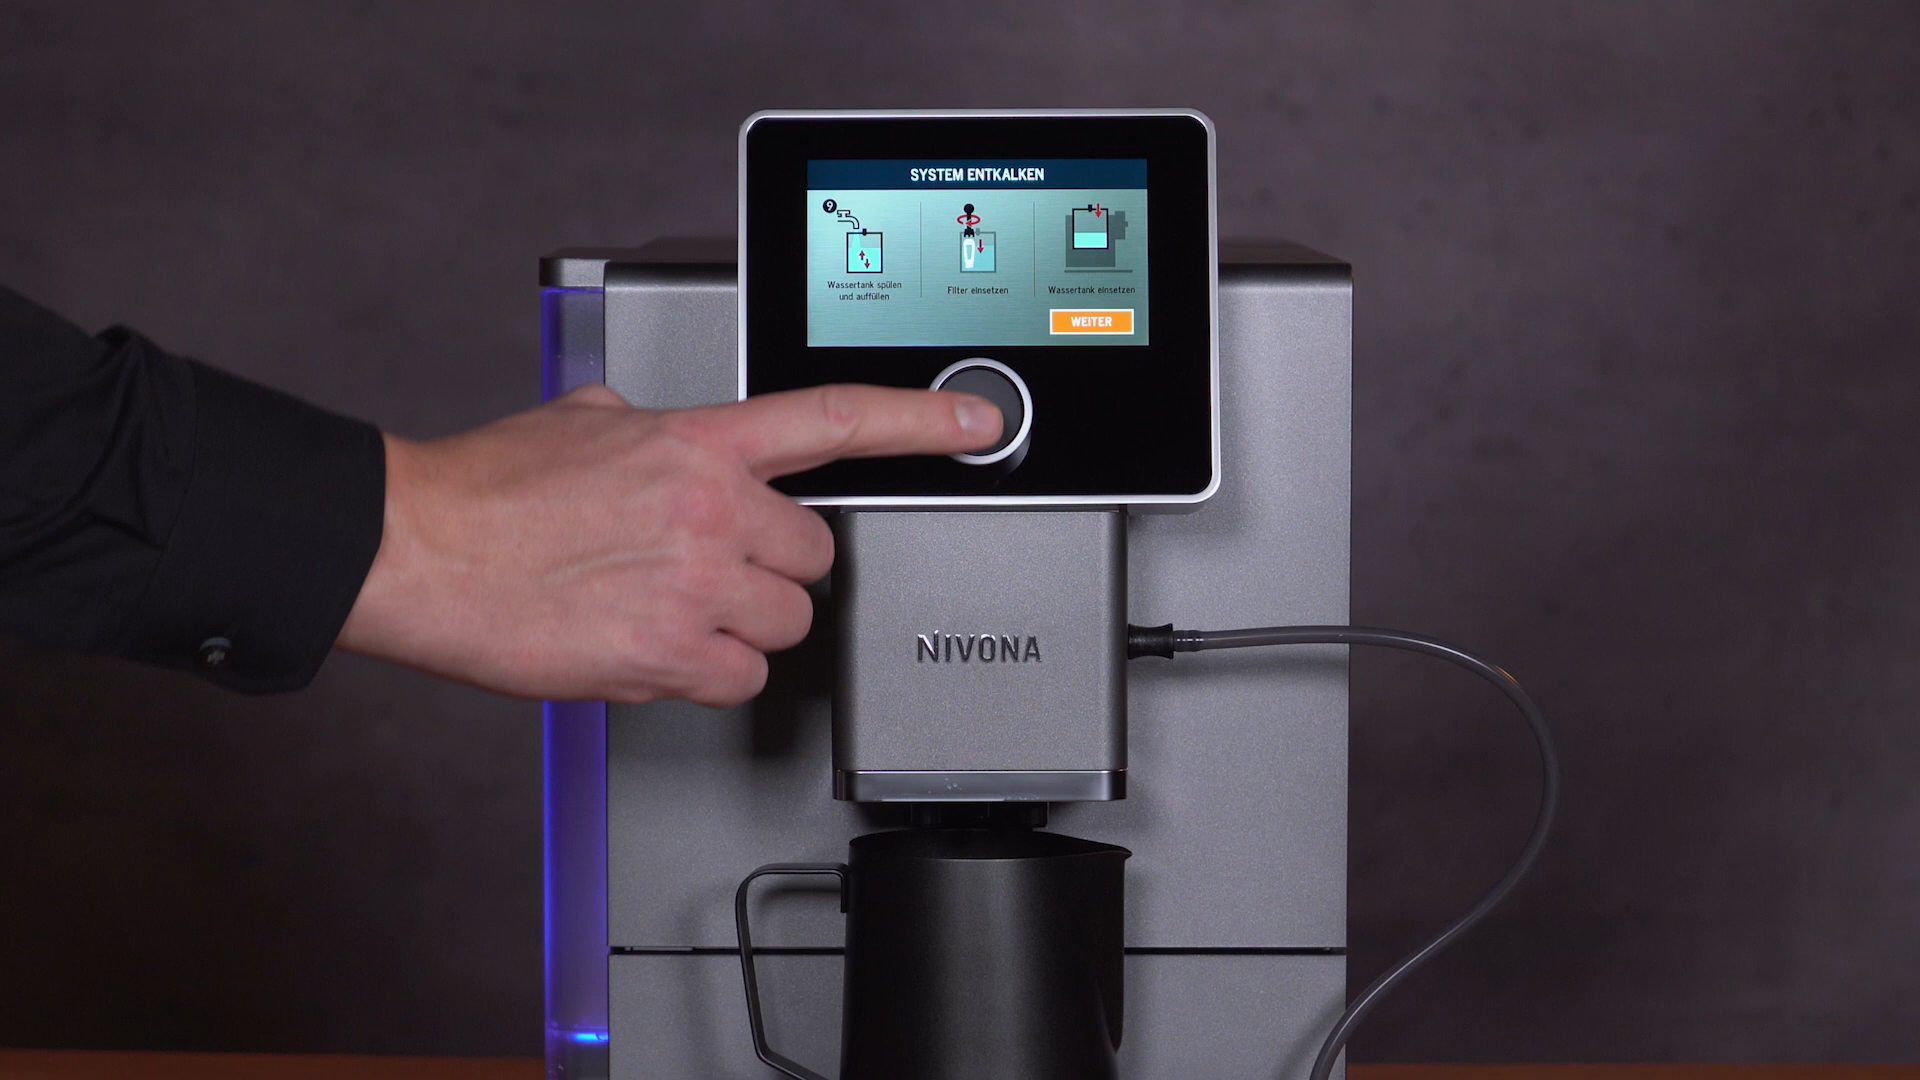 SYSTEM ENTKALKEN
9
Wassertank spülen
und auffüllen
Filter einsetzen
Wassertank einsetzen
WEITER
NIVONA